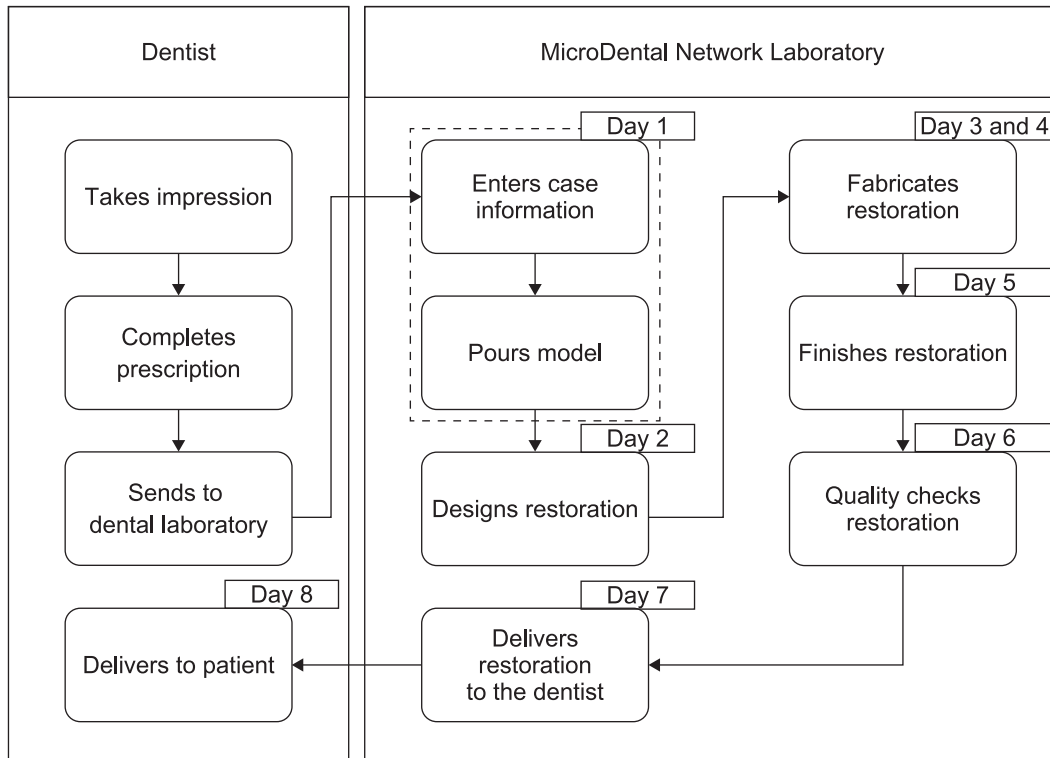 Dentist
MicroDental Network Laboratory
Takes impression
Completes
prescription
Sends to
dental laboratory
Day 1
Enters case
information
Pours model
Day 2
Designs restoration
Day 3 and 4
Fabricates
restoration
Day 5
Finishes restoration
Day 6
Quality checks
restoration
Day 7
Delivers
restoration
to the dentist
Day 8
Delivers to patient